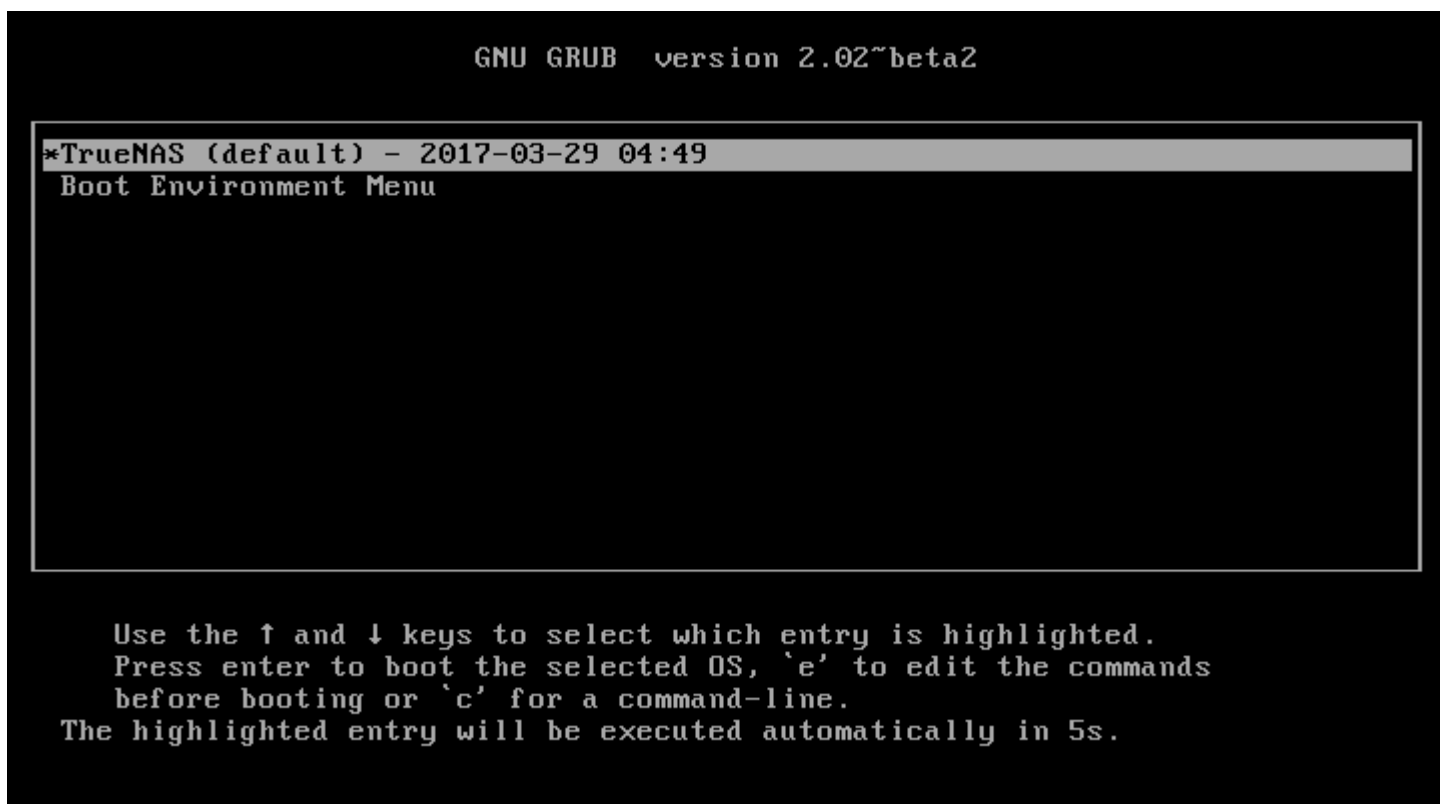 GNU GRUB  version 2.02~beta2
*TrueNAS (default) - 2017-03-29 04:49
Boot Environment Menu
Use the ↑ and ↓ keys to select which entry is highlighted.
Press enter to boot the selected OS, `e' to edit the commands
before booting or `c' for a command-line.
The highlighted entry will be executed automatically in 5s.